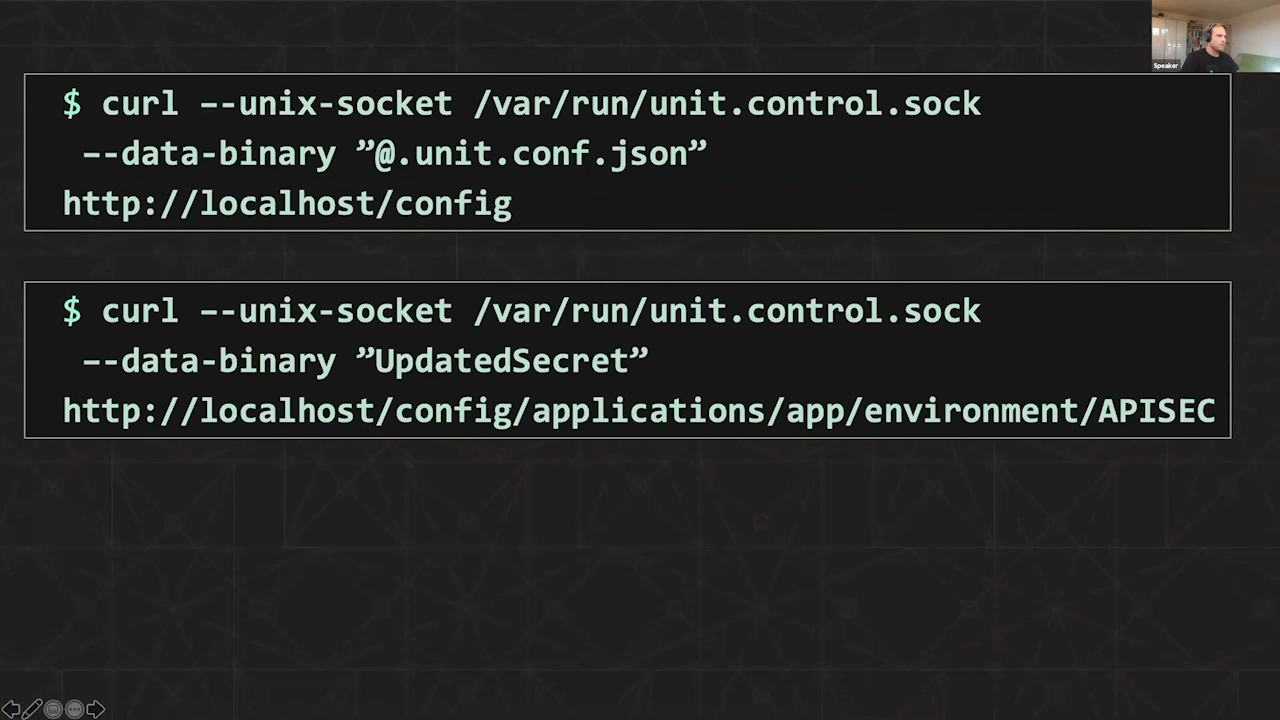 Speaker
$ curl –-unix-socket /var/run/unit.control.sock
–-data-binary ”@.unit.conf.json”
http://localhost/config
$ curl –-unix-socket /var/run/unit.control.sock
–-data-binary ”UpdatedSecret”
http://localhost/config/applications/app/environment/APISEC